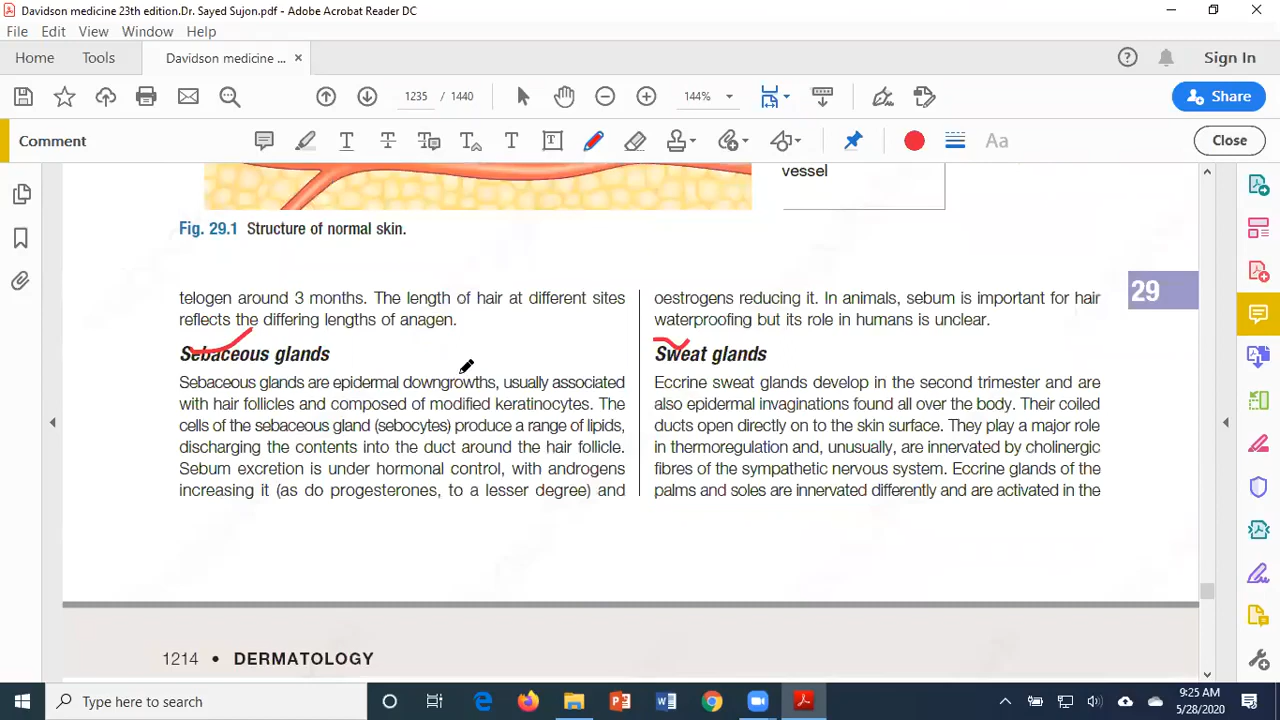 Davidson medicine 23th edition.Dr. Sayed Sujon.pdf - Adobe Acrobat Reader DC
File Edit View Window Help
Home Tools Davidson medicine ... × Sign In
1235 / 1440 144% Share
Comment Aa Close
vessel
Fig. 29.1 Structure of normal skin.
29
telogen around 3 months. The length of hair at different sites
reflects the differing lengths of anagen.
Sebaceous glands
Sebaceous glands are epidermal downgrowths, usually associated
with hair follicles and composed of modified keratinocytes. The
cells of the sebaceous gland (sebocytes) produce a range of lipids,
discharging the contents into the duct around the hair follicle.
Sebum excretion is under hormonal control, with androgens
increasing it (as do progesterones, to a lesser degree) and
oestrogens reducing it. In animals, sebum is important for hair
waterproofing but its role in humans is unclear.
Sweat glands
Eccrine sweat glands develop in the second trimester and are
also epidermal invaginations found all over the body. Their coiled
ducts open directly on to the skin surface. They play a major role
in thermoregulation and, unusually, are innervated by cholinergic
fibres of the sympathetic nervous system. Eccrine glands of the
palms and soles are innervated differently and are activated in the
1214 • DERMATOLOGY
Type here to search
9:25 AM
5/28/2020